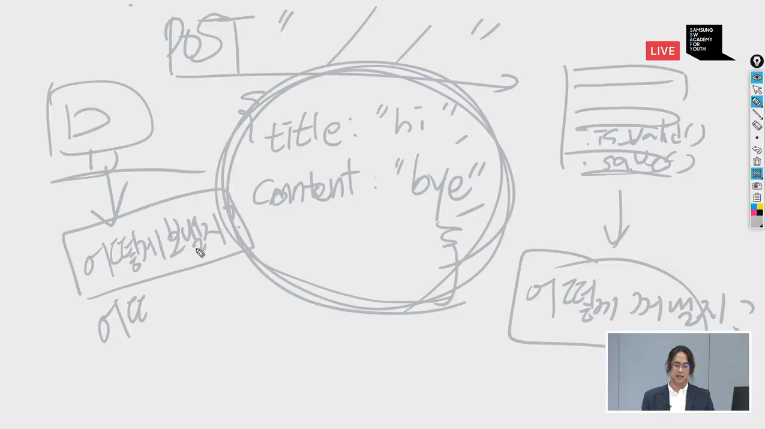 POST " / / / "
LIVE
SAMSUNG
SW ACADEMY
FOR
YOUTH
{
title: "hi",
content: "bye"
}
.is_valid()
.save()
어떻게 보낼지?
어떻게 꺼낼지?
어떠